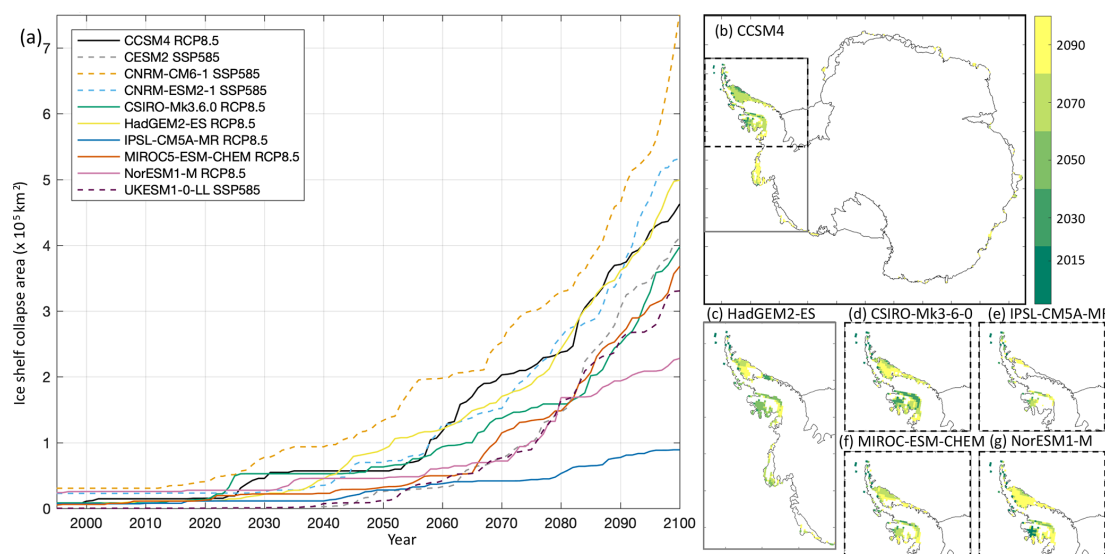 (a)
7
6
5
4
3
2
1
0
Ice shelf collapse area (x 10⁵ km²)
CCSM4 RCP8.5
CESM2 SSP585
CNRM-CM6-1 SSP585
CNRM-ESM2-1 SSP585
CSIRO-Mk3.6.0 RCP8.5
HadGEM2-ES RCP8.5
IPSL-CM5A-MR RCP8.5
MIROC5-ESM-CHEM RCP8.5
NorESM1-M RCP8.5
UKESM1-0-LL SSP585
2000 2010 2020 2030 2040 2050 2060 2070 2080 2090 2100
Year
(b) CCSM4
2090
2070
2050
2030
2015
(c) HadGEM2-ES
(d) CSIRO-Mk3-6-0
(e) IPSL-CM5A-MR
(f) MIROC-ESM-CHEM
(g) NorESM1-M